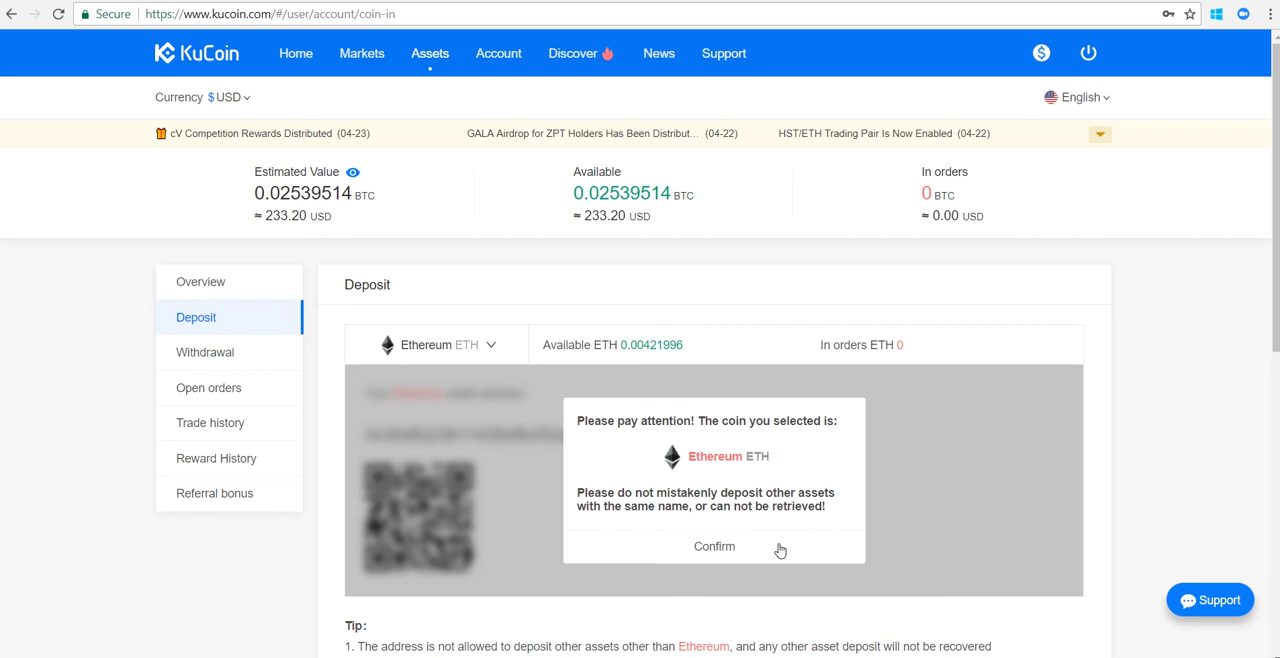 Secure https://www.kucoin.com/#/user/account/coin-in
KuCoin Home Markets Assets Account Discover News Support
Currency $ USD English
cV Competition Rewards Distributed (04-23) GALA Airdrop for ZPT Holders Has Been Distribut... (04-22) HST/ETH Trading Pair Is Now Enabled (04-22)
Estimated Value Available In orders
0.02539514 BTC 0.02539514 BTC 0 BTC
≈ 233.20 USD ≈ 233.20 USD ≈ 0.00 USD
Overview
Deposit
Withdrawal
Open orders
Trade history
Reward History
Referral bonus
Deposit
Ethereum ETH Available ETH 0.00421996 In orders ETH 0
Please pay attention! The coin you selected is:
Ethereum ETH
Please do not mistakenly deposit other assets
with the same name, or can not be retrieved!
Confirm
Support
Tip:
1. The address is not allowed to deposit other assets other than Ethereum, and any other asset deposit will not be recovered